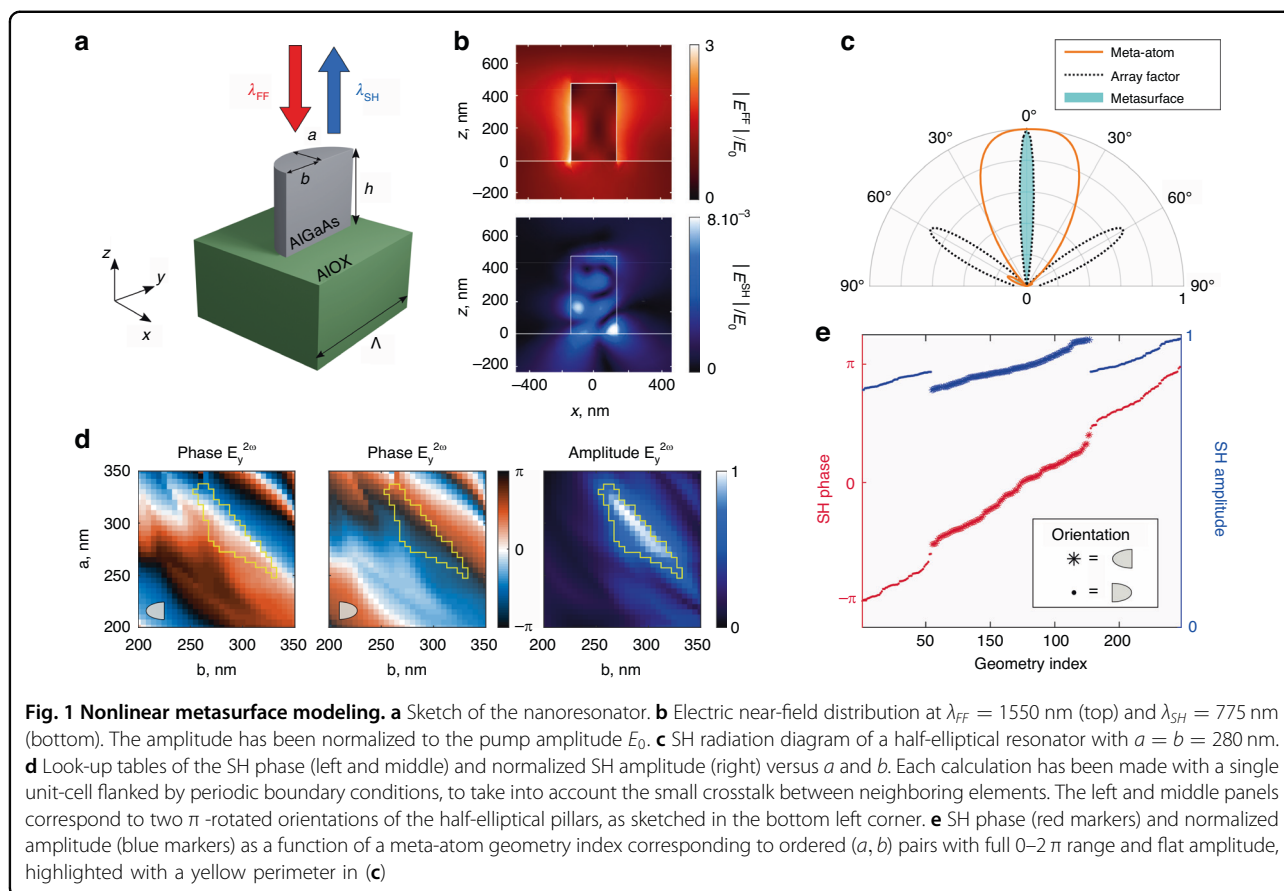 a
λFF
λSH
a
b
h
AlGaAs
AlOX
Λ
z
y
x
b
z, nm
600
400
200
0
−200
3
0
|E^FF|/E0
z, nm
600
400
200
0
−200
8.10^−3
0
|E^SH|/E0
−400
0
400
x, nm
c
Meta-atom
Array factor
Metasurface
0°
30°
30°
60°
60°
90°
90°
0
1
d
Phase E_y^2ω
Phase E_y^2ω
Amplitude E_y^2ω
a, nm
350
300
250
200
200 250 300 350
200 250 300 350
200 250 300 350
b, nm
b, nm
b, nm
π
0
−π
1
0
e
SH phase
π
0
−π
1
0
SH amplitude
Orientation
* =
• =
50 150 100 200
Geometry index
Fig. 1 Nonlinear metasurface modeling. a Sketch of the nanoresonator. b Electric near-field distribution at λFF = 1550 nm (top) and λSH = 775 nm
(bottom). The amplitude has been normalized to the pump amplitude E0. c SH radiation diagram of a half-elliptical resonator with a = b = 280 nm.
d Look-up tables of the SH phase (left and middle) and normalized SH amplitude (right) versus a and b. Each calculation has been made with a single
unit-cell flanked by periodic boundary conditions, to take into account the small crosstalk between neighboring elements. The left and middle panels
correspond to two π -rotated orientations of the half-elliptical pillars, as sketched in the bottom left corner. e SH phase (red markers) and normalized
amplitude (blue markers) as a function of a meta-atom geometry index corresponding to ordered (a, b) pairs with full 0–2 π range and flat amplitude,
highlighted with a yellow perimeter in (c)